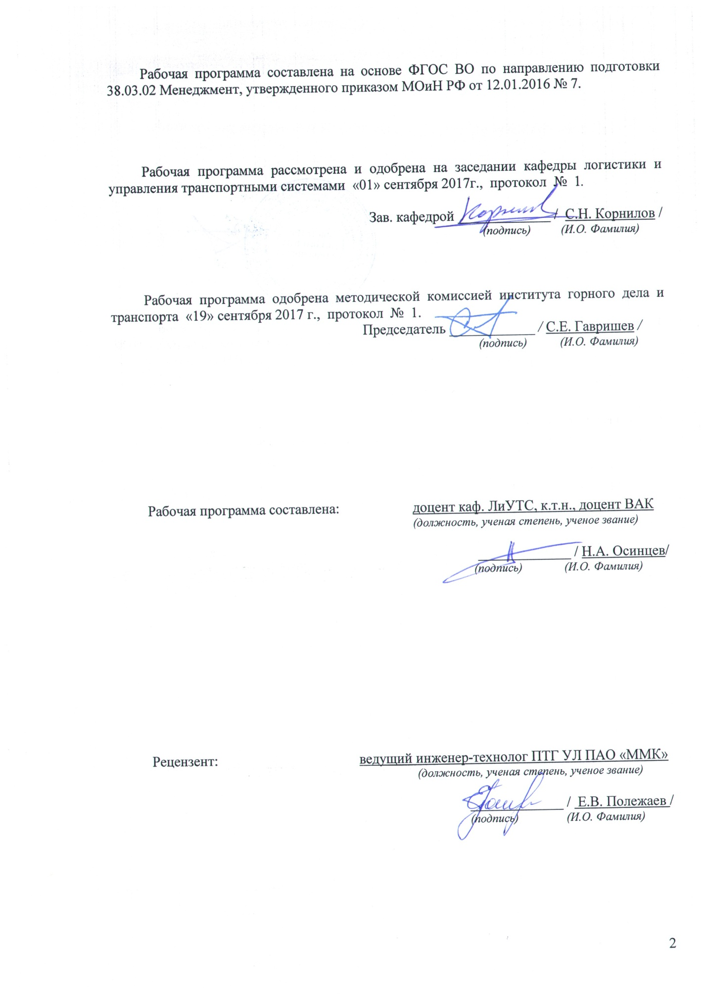 Рабочая программа составлена на основе ФГОС ВО по направлению подготовки
38.03.02 Менеджмент, утвержденного приказом МОиН РФ от 12.01.2016 № 7.
Рабочая программа рассмотрена и одобрена на заседании кафедры логистики и
управления транспортными системами «01» сентября 2017г., протокол № 1.
Зав. кафедрой ____________ / С.Н. Корнилов /
(подпись) (И.О. Фамилия)
Рабочая программа одобрена методической комиссией института горного дела и
транспорта «19» сентября 2017 г., протокол № 1.
Председатель ____________ / С.Е. Гавришев /
(подпись) (И.О. Фамилия)
Рабочая программа составлена: доцент каф. ЛиУТС, к.т.н., доцент ВАК
(должность, ученая степень, ученое звание)
____________ / Н.А. Осинцев/
(подпись) (И.О. Фамилия)
Рецензент: ведущий инженер-технолог ПТГ УЛ ПАО «ММК»
(должность, ученая степень, ученое звание)
____________ / Е.В. Полежаев /
(подпись) (И.О. Фамилия)
2